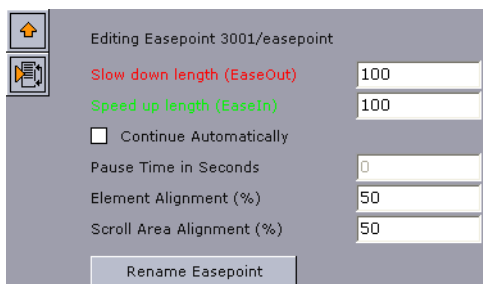 Editing Easepoint 3001/easepoint
Slow down length (EaseOut) 100
Speed up length (EaseIn) 100
Continue Automatically
Pause Time in Seconds 0
Element Alignment (%) 50
Scroll Area Alignment (%) 50
Rename Easepoint